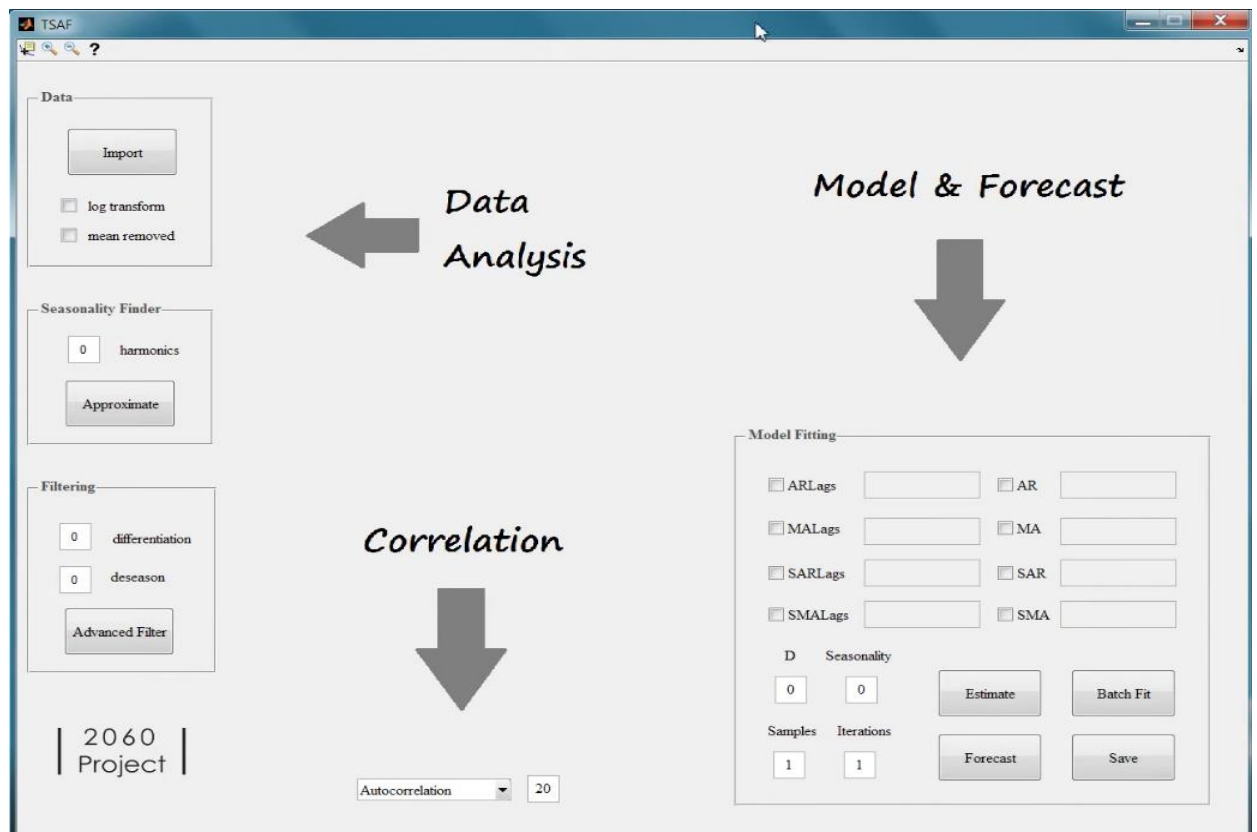 TSAF
?
Data
Import
log transform
mean removed
Data
Analysis
Model & Forecast
Seasonality Finder
0 harmonics
Approximate
Filtering
0 differentiation
0 deseason
Advanced Filter
Correlation
Autocorrelation 20
Model Fitting
ARLags AR
MALags MA
SARLags SAR
SMALags SMA
D Seasonality
0 0
Estimate Batch Fit
Samples Iterations
1 1
Forecast Save
2060
Project